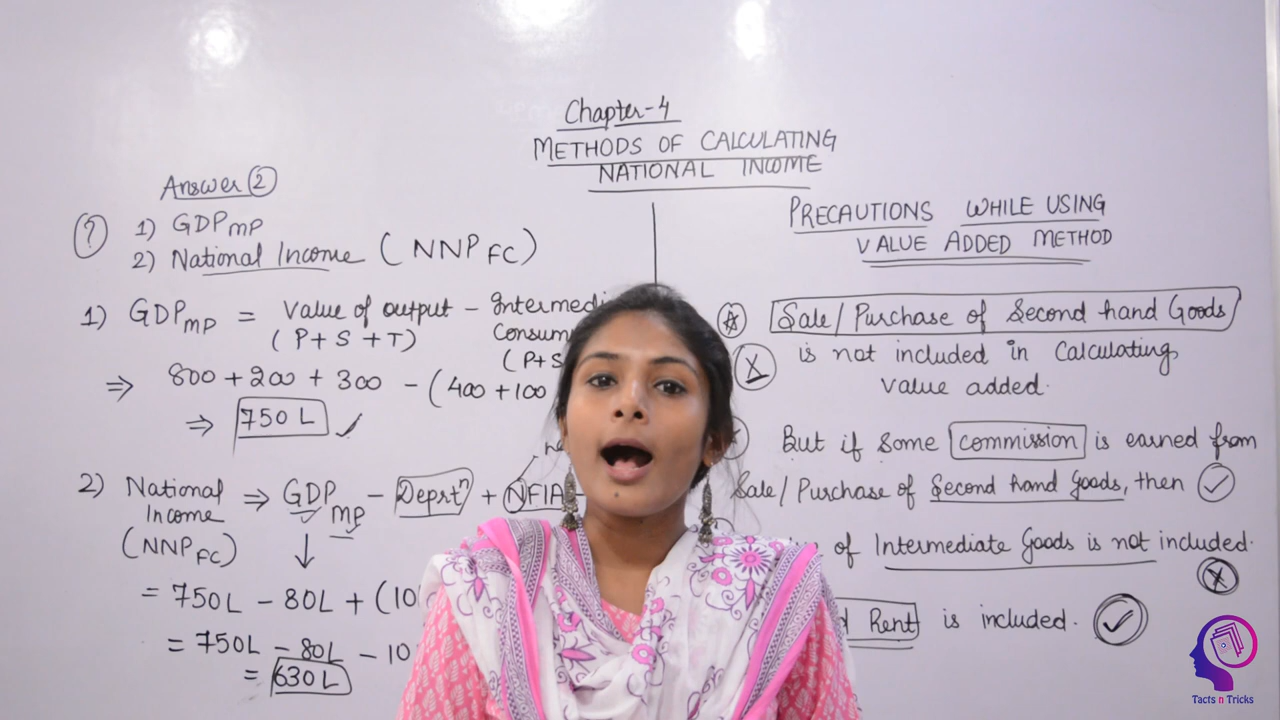 Chapter-4
METHODS OF CALCULATING
NATIONAL INCOME
Answer 2
? 1) GDPMP
2) National Income (NNPFC)
1) GDPMP = Value of output - Intermedi
(P+S+T) Consum
(P+S
⇒ 800 + 200 + 300 - (400 + 100
⇒ 750 L ✓
2) National ⇒ GDPMP - Deprtⁿ + NFIA -
Income
(NNPFC) ↓
= 750L - 80L + (10
= 750L - 80L - 10
= 630 L
PRECAUTIONS WHILE USING
VALUE ADDED METHOD
Sale/Purchase of Second hand Goods
is not included in Calculating
value added.
But if some commission is earned from
Sale/Purchase of Second hand Goods, then ✓
of Intermediate Goods is not included.
Rent is included. ✓
Tacts n Tricks